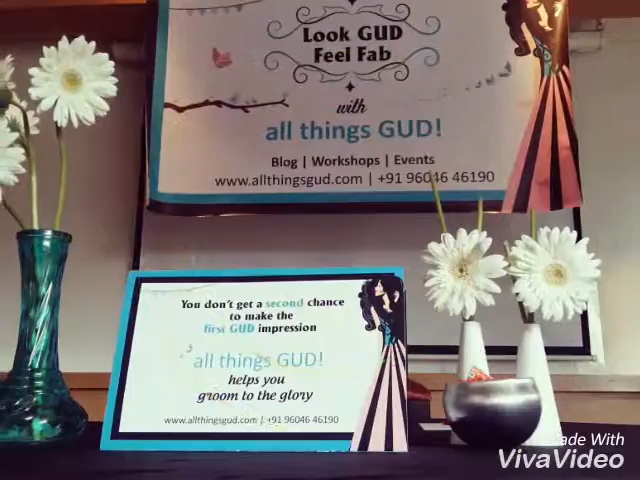 Look GUD
Feel Fab
with
all things GUD!
Blog | Workshops | Events
www.allthingsgud.com | +91 96046 46190
You don't get a second chance
to make the
first GUD impression
all things GUD!
helps you
groom to the glory
www.allthingsgud.com | +91 96046 46190
Made With
VivaVideo